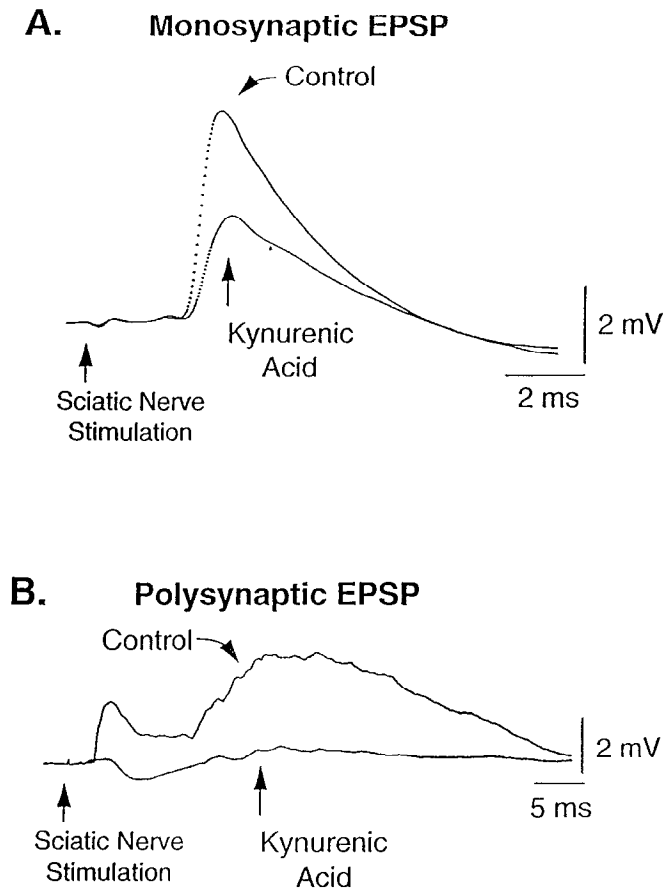 A. Monosynaptic EPSP
Control
Kynurenic
Acid
2 mV
2 ms
Sciatic Nerve
Stimulation
B. Polysynaptic EPSP
Control
2 mV
5 ms
Sciatic Nerve
Stimulation
Kynurenic
Acid